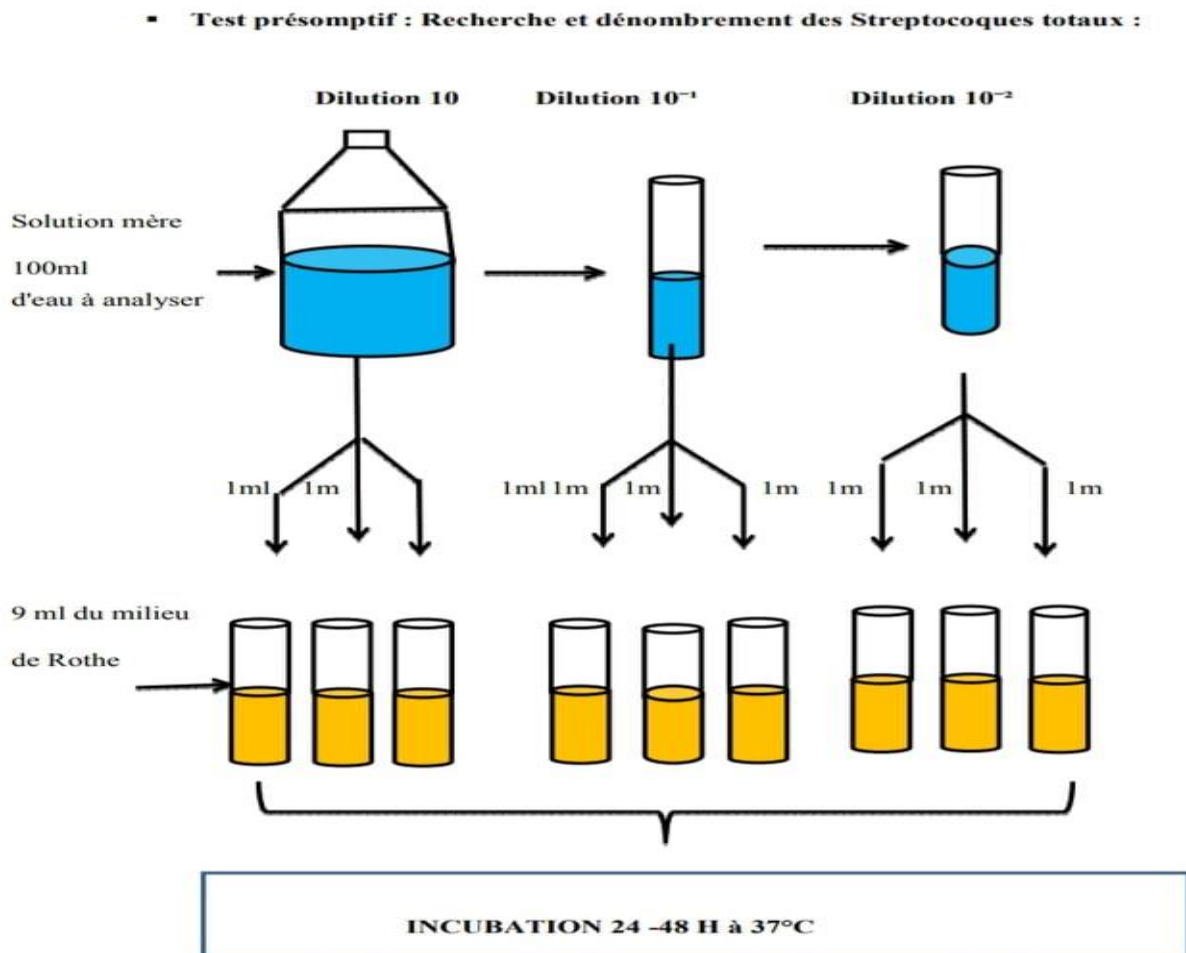 ▪ Test présomptif : Recherche et dénombrement des Streptocoques totaux :
Dilution 10 Dilution 10⁻¹ Dilution 10⁻²
Solution mère
100ml
d'eau à analyser
1ml 1m 1ml 1m 1m 1m 1m 1m 1m
9 ml du milieu
de Rothe
INCUBATION 24 -48 H à 37°C